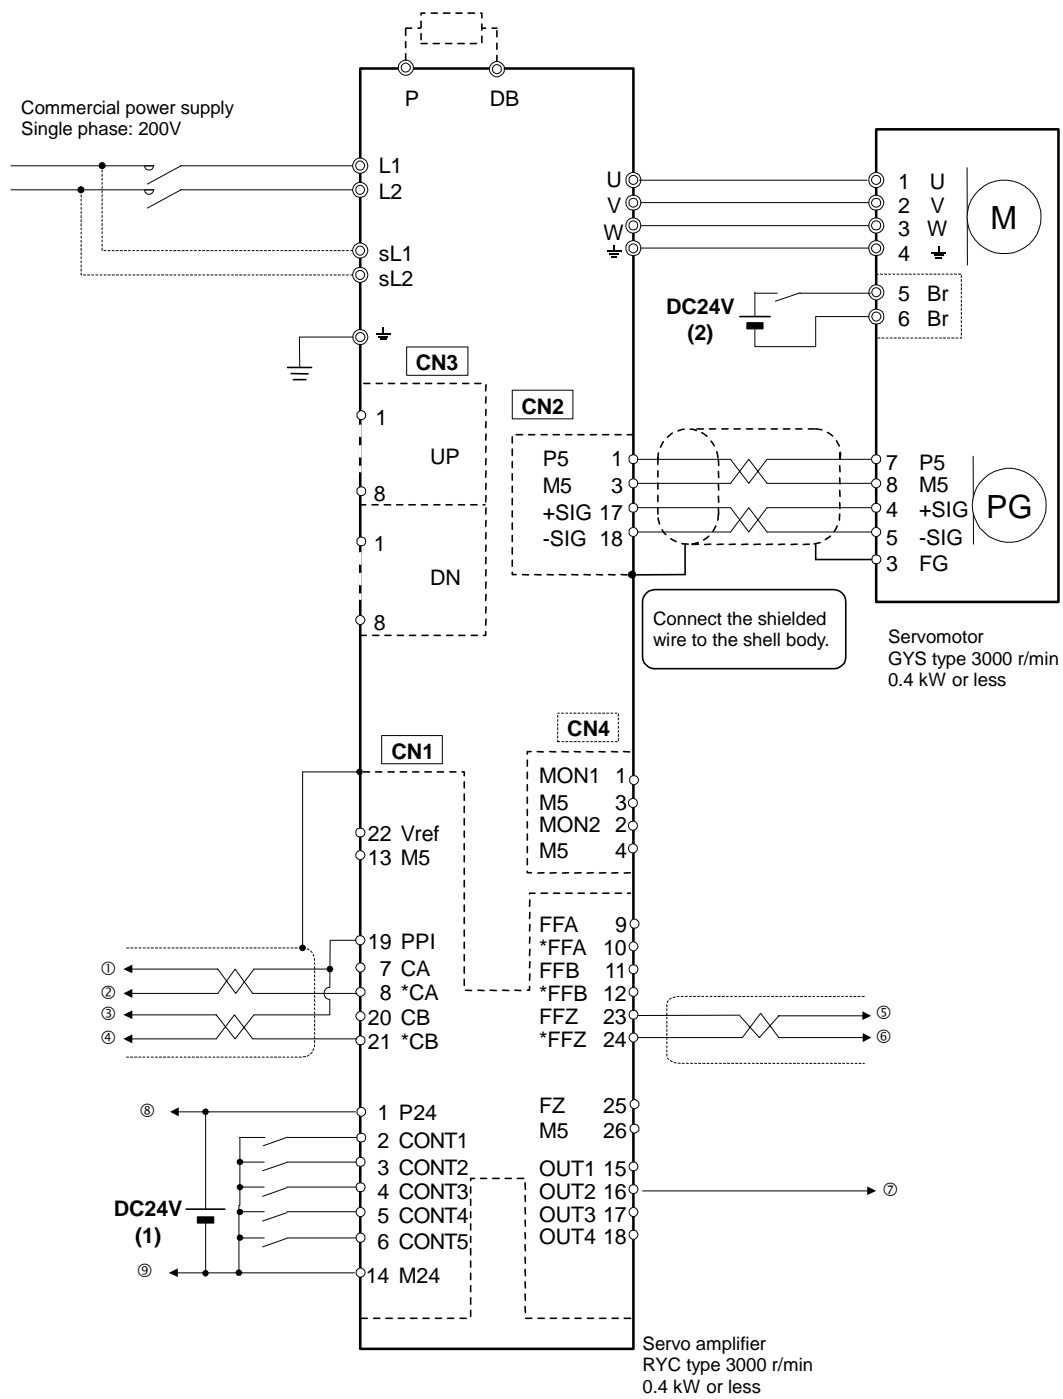 P DB
Commercial power supply
Single phase: 200V
L1
L2
sL1
sL2
U
V
W
1 U
2 V
3 W
4
M
5 Br
6 Br
DC24V
(2)
CN3
1
UP
8
1
DN
8
CN2
P5 1
M5 3
+SIG 17
-SIG 18
7 P5
8 M5
4 +SIG
5 -SIG
3 FG
PG
Connect the shielded
wire to the shell body.
Servomotor
GYS type 3000 r/min
0.4 kW or less
CN1
CN4
MON1 1
M5 3
MON2 2
M5 4
22 Vref
13 M5
19 PPI
① 7 CA
② 8 *CA
③ 20 CB
④ 21 *CB
FFA 9
*FFA 10
FFB 11
*FFB 12
FFZ 23 ⑤
*FFZ 24 ⑥
FZ 25
M5 26
⑧ 1 P24
2 CONT1
3 CONT2
4 CONT3
5 CONT4
6 CONT5
⑨ 14 M24
DC24V
(1)
OUT1 15
OUT2 16 ⑦
OUT3 17
OUT4 18
Servo amplifier
RYC type 3000 r/min
0.4 kW or less